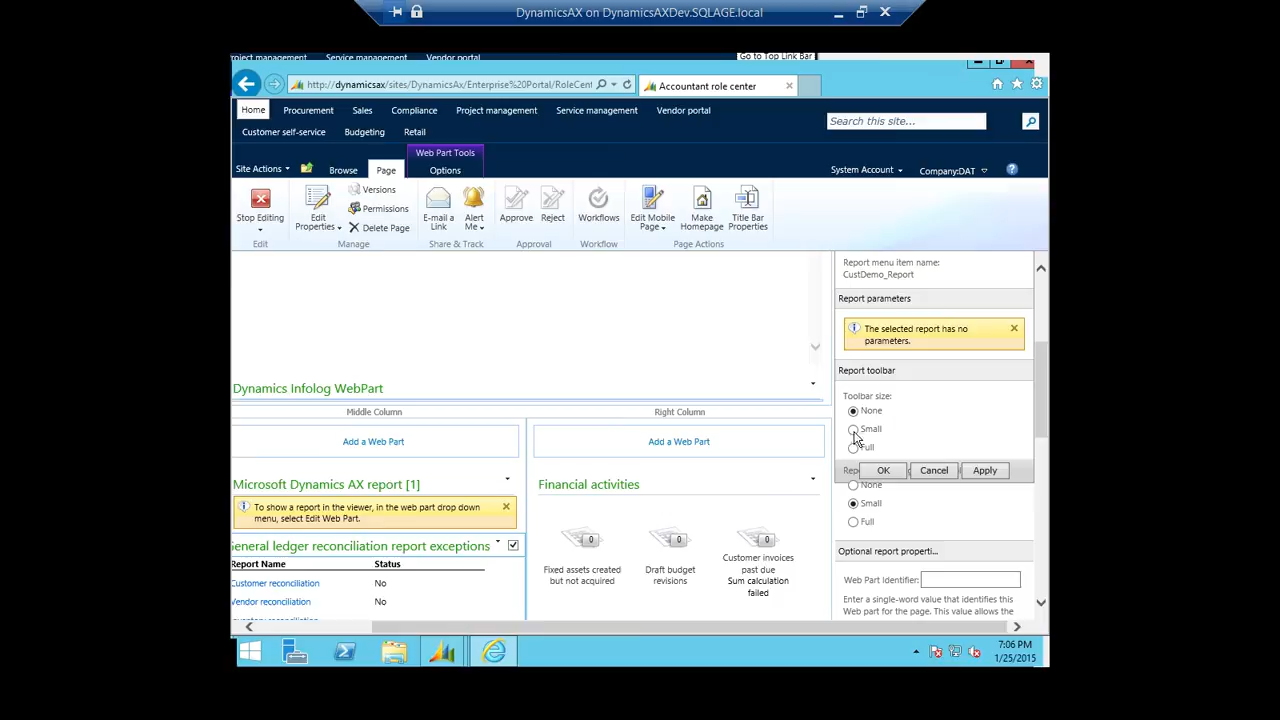 DynamicsAX on DynamicsAXDev.SQLAGE.local
roject management Service management Vendor portal Go to Top Link Bar
http://dynamicsax/sites/DynamicsAx/Enterprise%20Portal/RoleCent
Accountant role center
Home Procurement Sales Compliance Project management Service management Vendor portal
Search this site...
Customer self-service Budgeting Retail
Web Part Tools
Site Actions Browse Page Options
System Account Company:DAT
Stop Editing
Edit Properties
Versions
Permissions
Delete Page
E-mail a Link
Alert Me
Approve
Reject
Workflows
Edit Mobile Page
Make Homepage
Title Bar Properties
Edit Manage Share & Track Approval Workflow Page Actions
Report menu item name:
CustDemo_Report
Report parameters
The selected report has no
parameters.
Report toolbar
Toolbar size:
None
Small
Full
Repo
OK Cancel Apply
None
Small
Full
Optional report properti...
Web Part Identifier:
Enter a single-word value that identifies this
Web part for the page. This value allows the
Dynamics Infolog WebPart
Middle Column Right Column
Add a Web Part Add a Web Part
Microsoft Dynamics AX report [1]
To show a report in the viewer, in the web part drop down
menu, select Edit Web Part.
General ledger reconciliation report exceptions
Report Name Status
Customer reconciliation No
Vendor reconciliation No
Financial activities
0 0 0
Fixed assets created
but not acquired
Draft budget
revisions
Customer invoices
past due
Sum calculation
failed
7:06 PM
1/25/2015